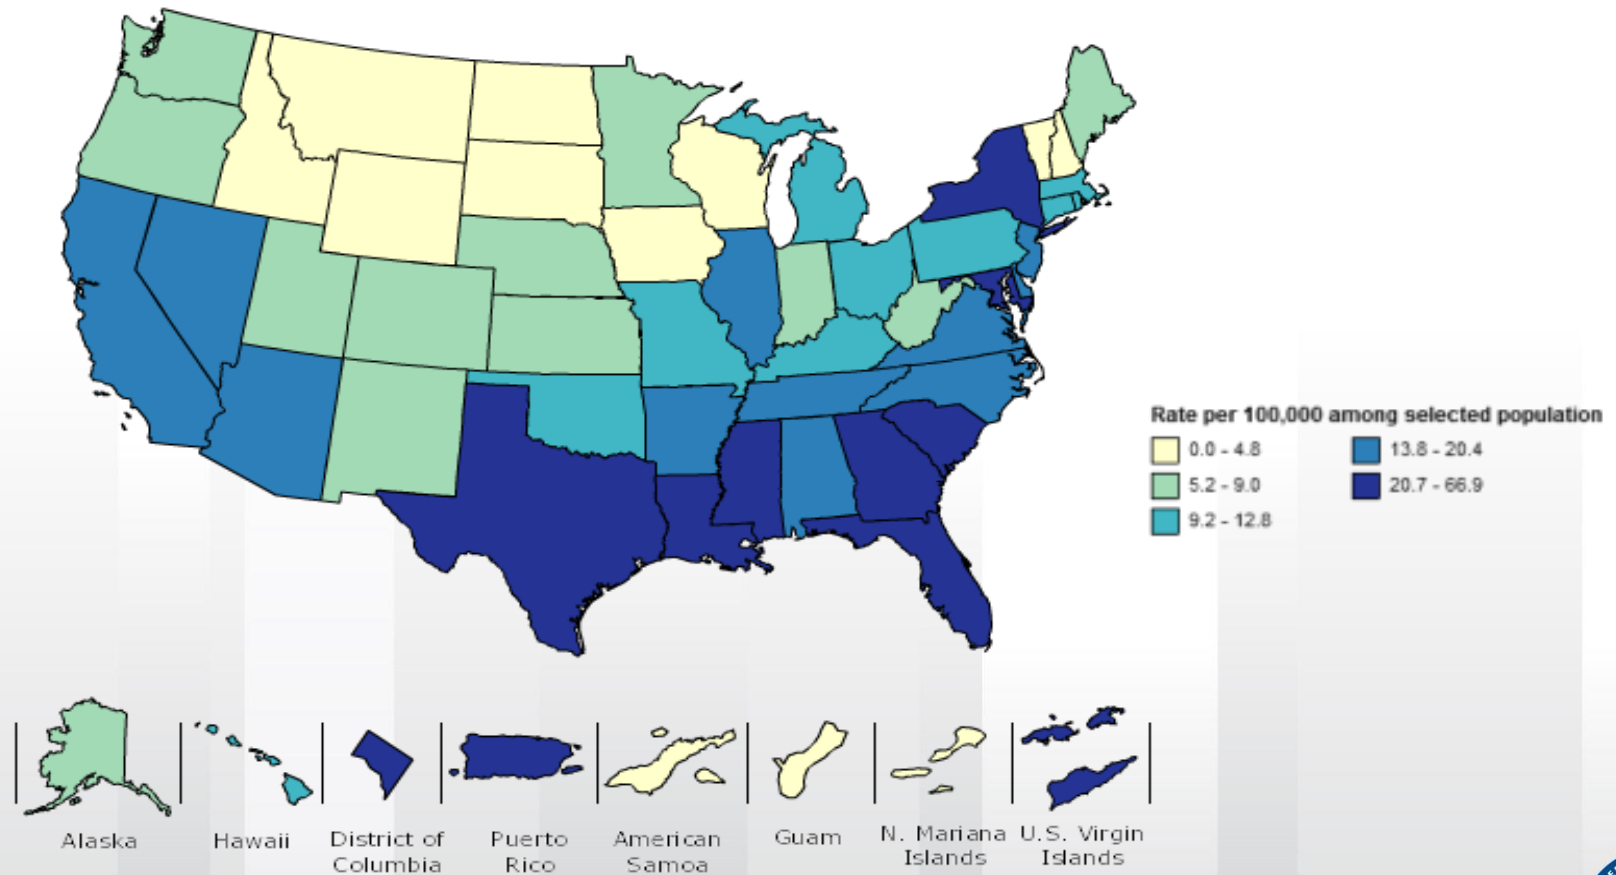 Rate per 100,000 among selected population
0.0 - 4.8
13.8 - 20.4
5.2 - 9.0
20.7 - 66.9
9.2 - 12.8
Alaska
Hawaii
District of
Columbia
Puerto
Rico
American
Samoa
Guam
N. Mariana
Islands
U.S. Virgin
Islands